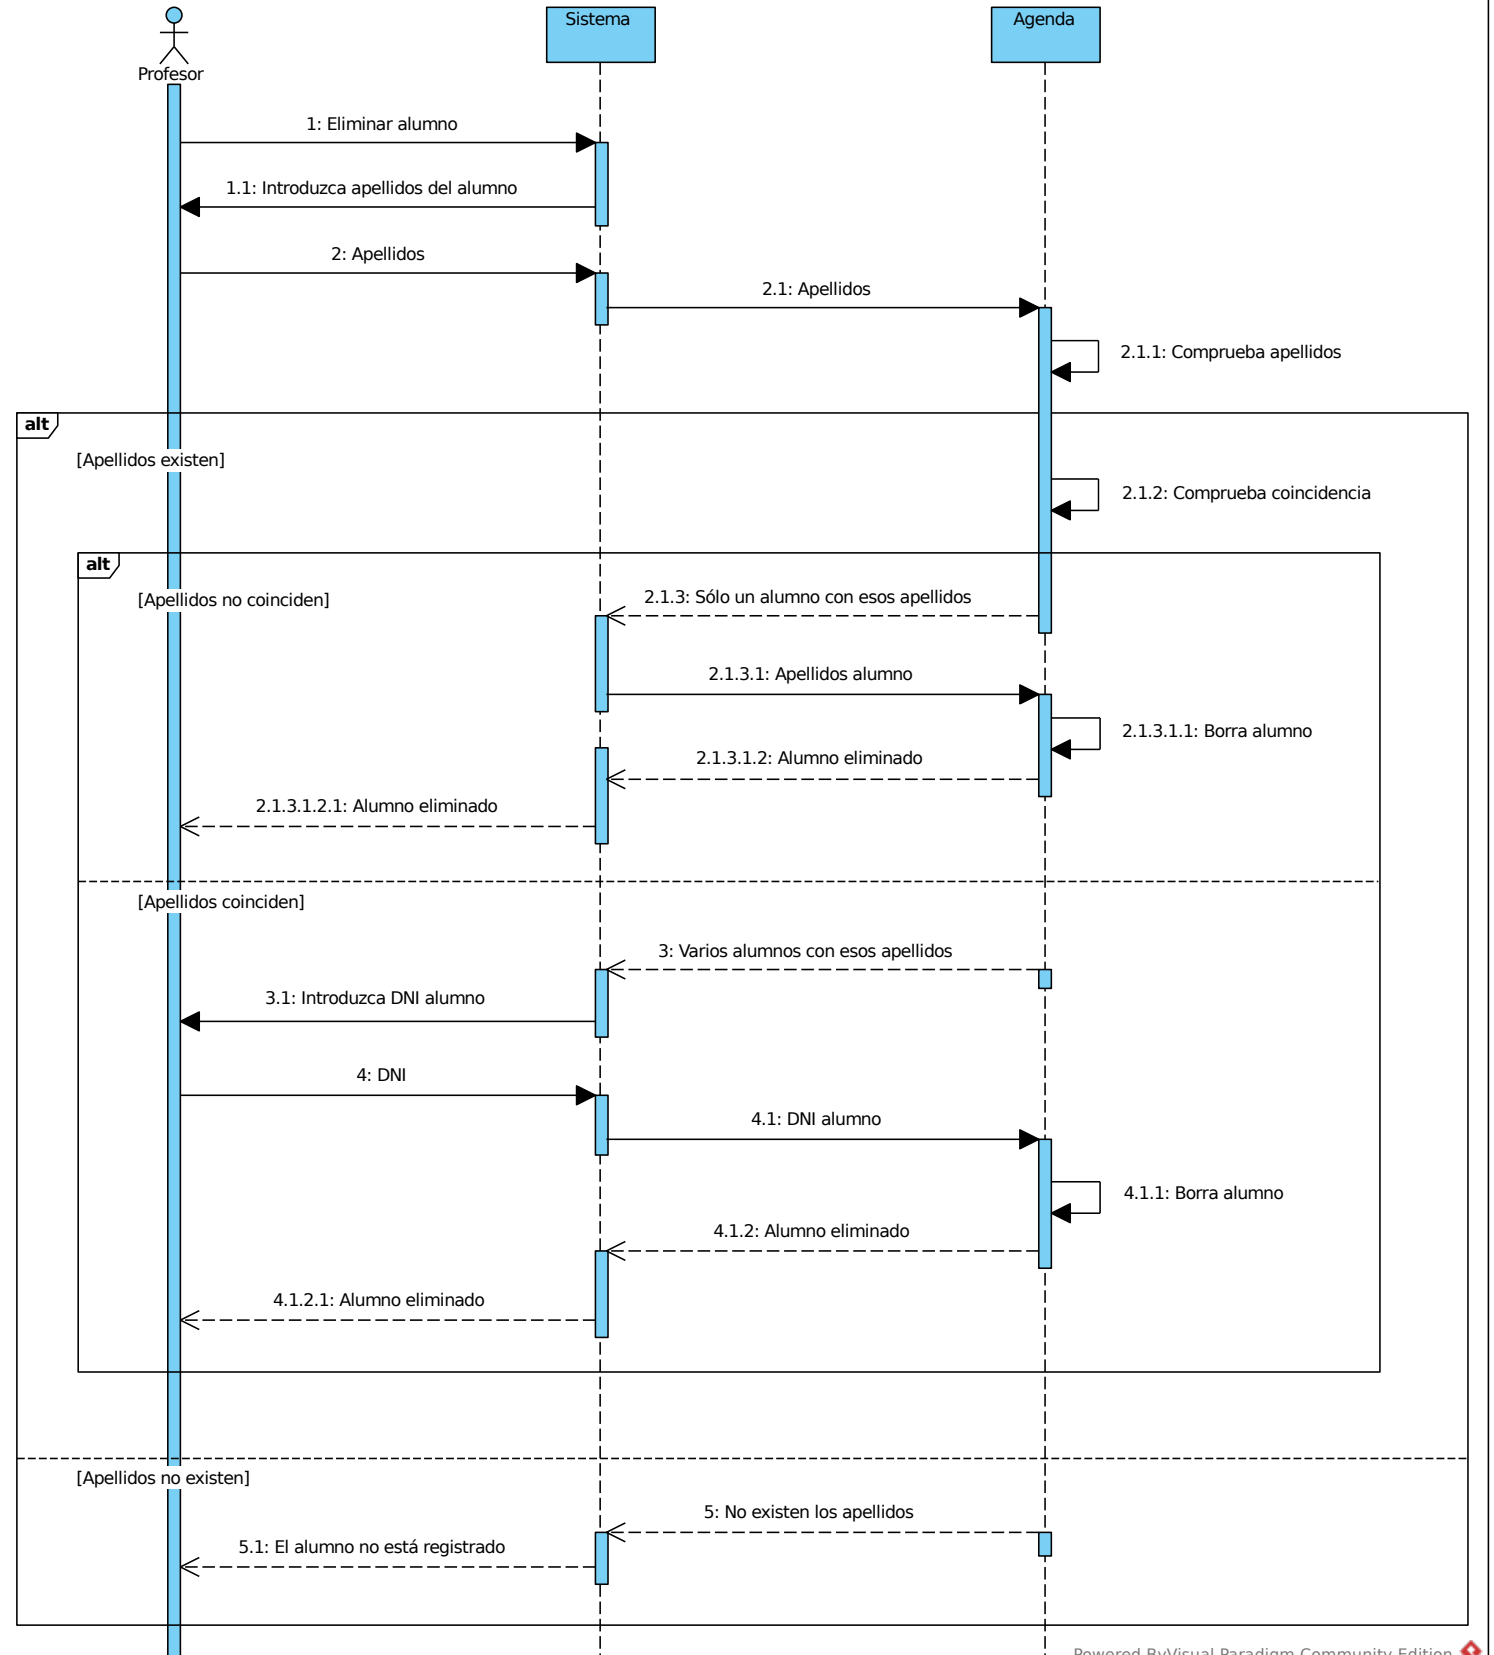 Sistema
Agenda
Profesor
1: Eliminar alumno
1.1: Introduzca apellidos del alumno
2: Apellidos
2.1: Apellidos
2.1.1: Comprueba apellidos
alt
[Apellidos existen]
2.1.2: Comprueba coincidencia
alt
[Apellidos no coinciden]
2.1.3: Sólo un alumno con esos apellidos
2.1.3.1: Apellidos alumno
2.1.3.1.1: Borra alumno
2.1.3.1.2: Alumno eliminado
2.1.3.1.2.1: Alumno eliminado
[Apellidos coinciden]
3: Varios alumnos con esos apellidos
3.1: Introduzca DNI alumno
4: DNI
4.1: DNI alumno
4.1.1: Borra alumno
4.1.2: Alumno eliminado
4.1.2.1: Alumno eliminado
[Apellidos no existen]
5: No existen los apellidos
5.1: El alumno no está registrado
Powered ByVisual Paradigm Community Edition